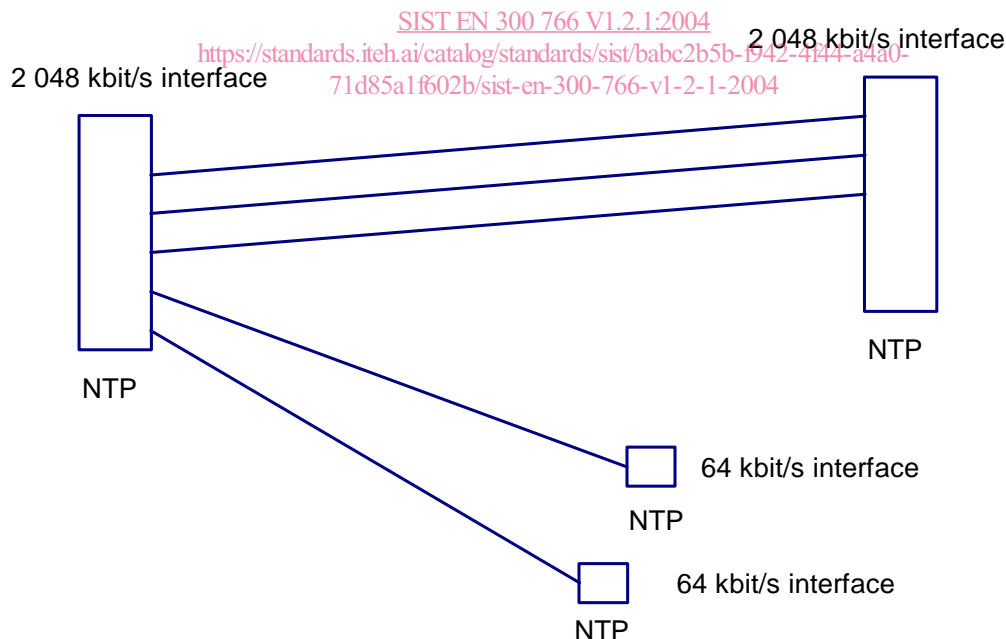 SIST EN 300 766 V1.2.1:2004
2 048 kbit/s interface
https://standards.iteh.ai/catalog/standards/sist/babc2b5b-f942-4f44-a4a0-
2 048 kbit/s interface
71d85a1f602b/sist-en-300-766-v1-2-1-2004
NTP
NTP
64 kbit/s interface
NTP
64 kbit/s interface
NTP